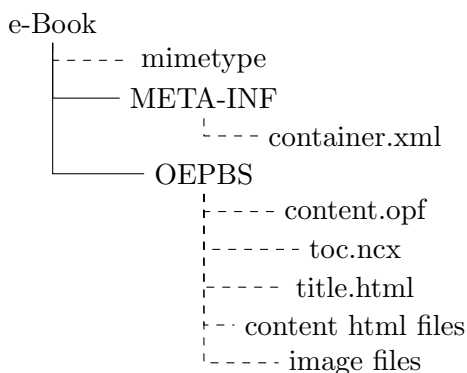 e-Book
mimetype
META-INF
container.xml
OEPBS
content.opf
toc.ncx
title.html
content html files
image files